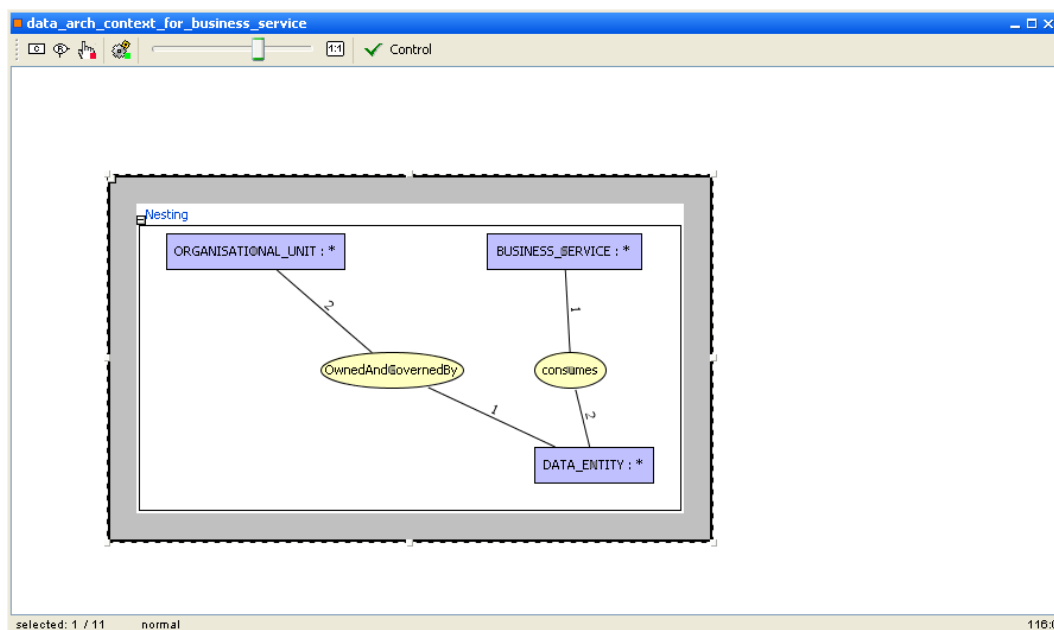 data_arch_context_for_business_service
C R 1:1 Control
Nesting
ORGANISATIONAL_UNIT : *
BUSINESS_SERVICE : *
2
1
OwnedAndGovernedBy
consumes
1
2
DATA_ENTITY : *
selected: 1 / 11 normal